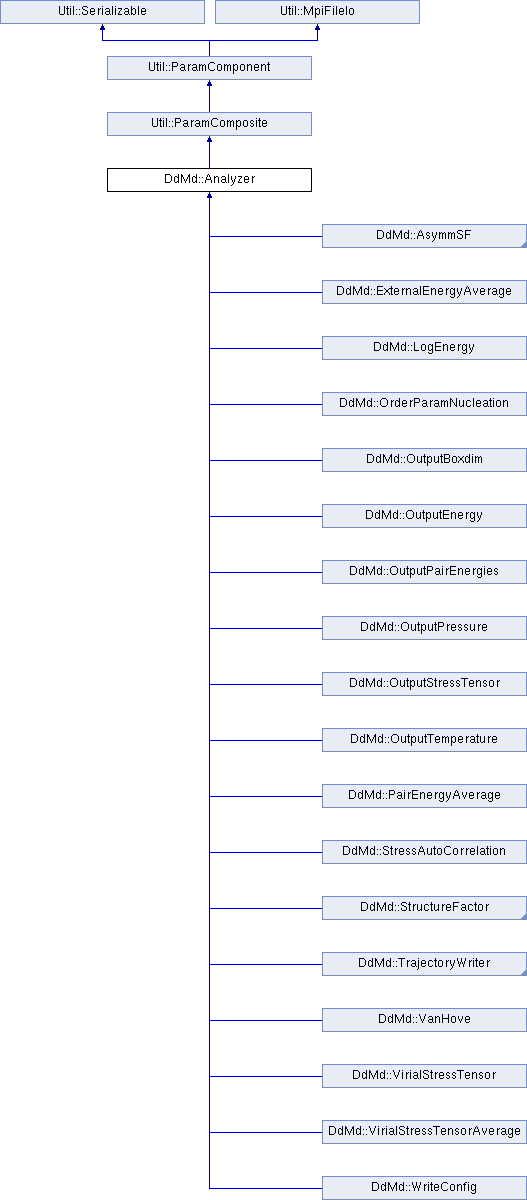 Util::Serializable
Util::MpiFileIo
Util::ParamComponent
Util::ParamComposite
DdMd::Analyzer
DdMd::AsymmSF
DdMd::ExternalEnergyAverage
DdMd::LogEnergy
DdMd::OrderParamNucleation
DdMd::OutputBoxdim
DdMd::OutputEnergy
DdMd::OutputPairEnergies
DdMd::OutputPressure
DdMd::OutputStressTensor
DdMd::OutputTemperature
DdMd::PairEnergyAverage
DdMd::StressAutoCorrelation
DdMd::StructureFactor
DdMd::TrajectoryWriter
DdMd::VanHove
DdMd::VirialStressTensor
DdMd::VirialStressTensorAverage
DdMd::WriteConfig